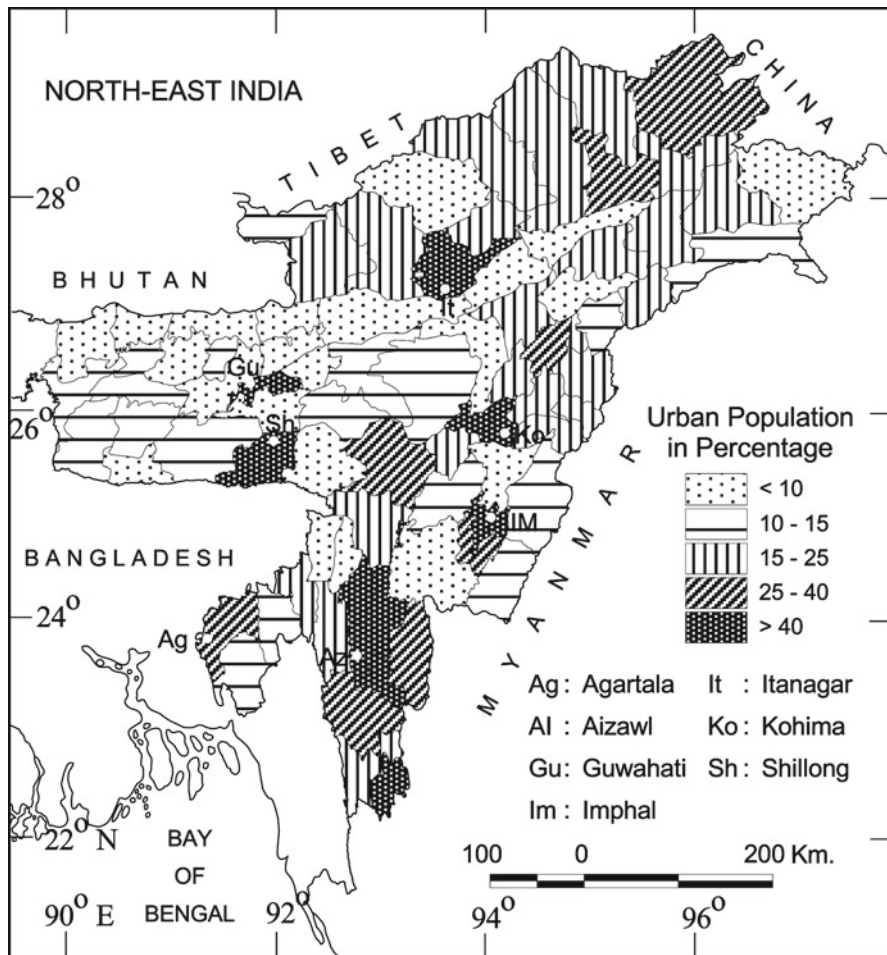 NORTH-EAST INDIA
CHINA
TIBET
28°
BHUTAN
It
Gu
Sh
26°
Ko
Urban Population
in Percentage
< 10
IM
10 - 15
BANGLADESH
15 - 25
MYANMAR
25 - 40
24°
> 40
Ag
Az
Ag : Agartala It : Itanagar
AI : Aizawl Ko : Kohima
Gu: Guwahati Sh : Shillong
Im : Imphal
22° N
BAY
OF
BENGAL
100 0 200 Km.
90° E 92° 94° 96°